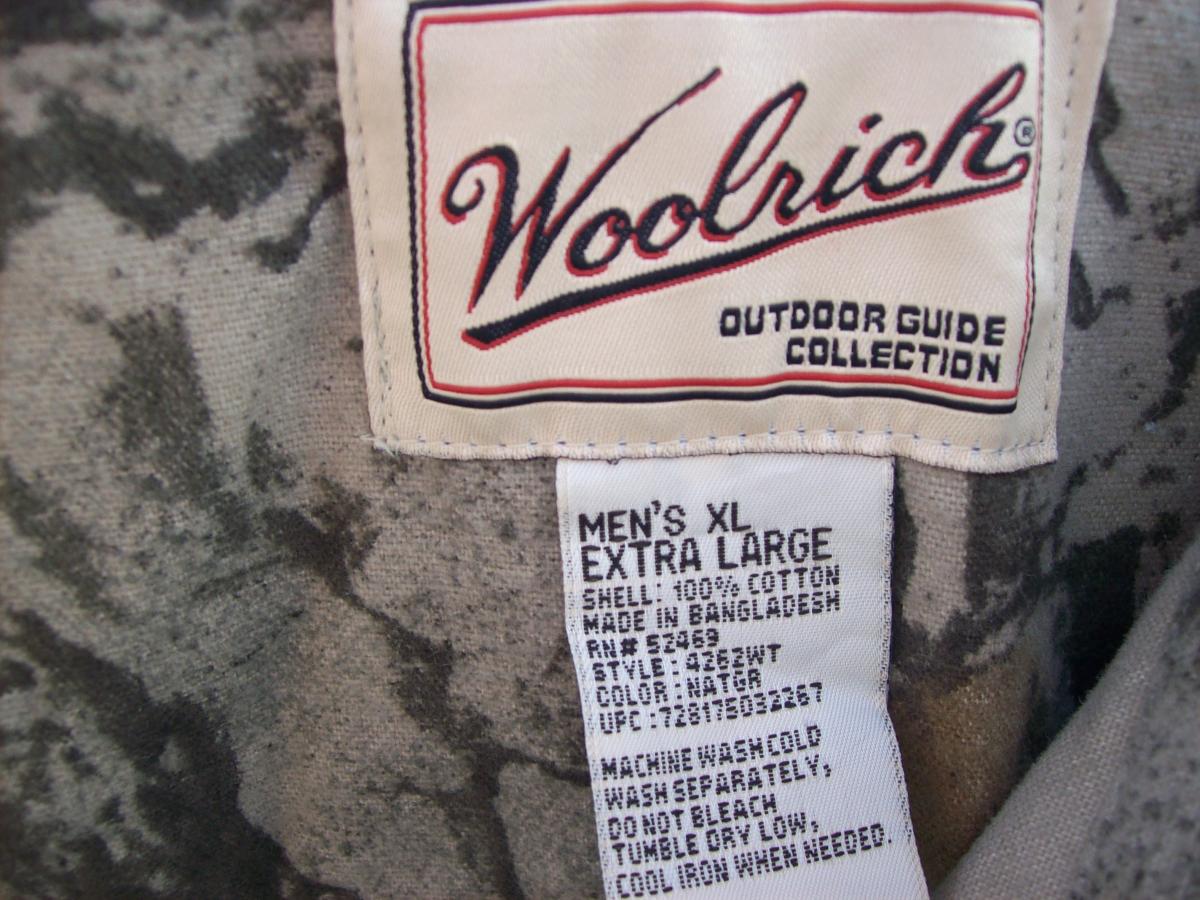 Woolrich®
OUTDOOR GUIDE
COLLECTION
MEN'S XL
EXTRA LARGE
SHELL: 100% COTTON
MADE IN BANGLADESH
RN# 52469
STYLE: 4262WT
COLOR: NATGR
UPC:
MACHINE WASH COLD
WASH SEPARATELY,
DO NOT BLEACH
TUMBLE DRY LOW,
COOL IRON WHEN NEEDED.